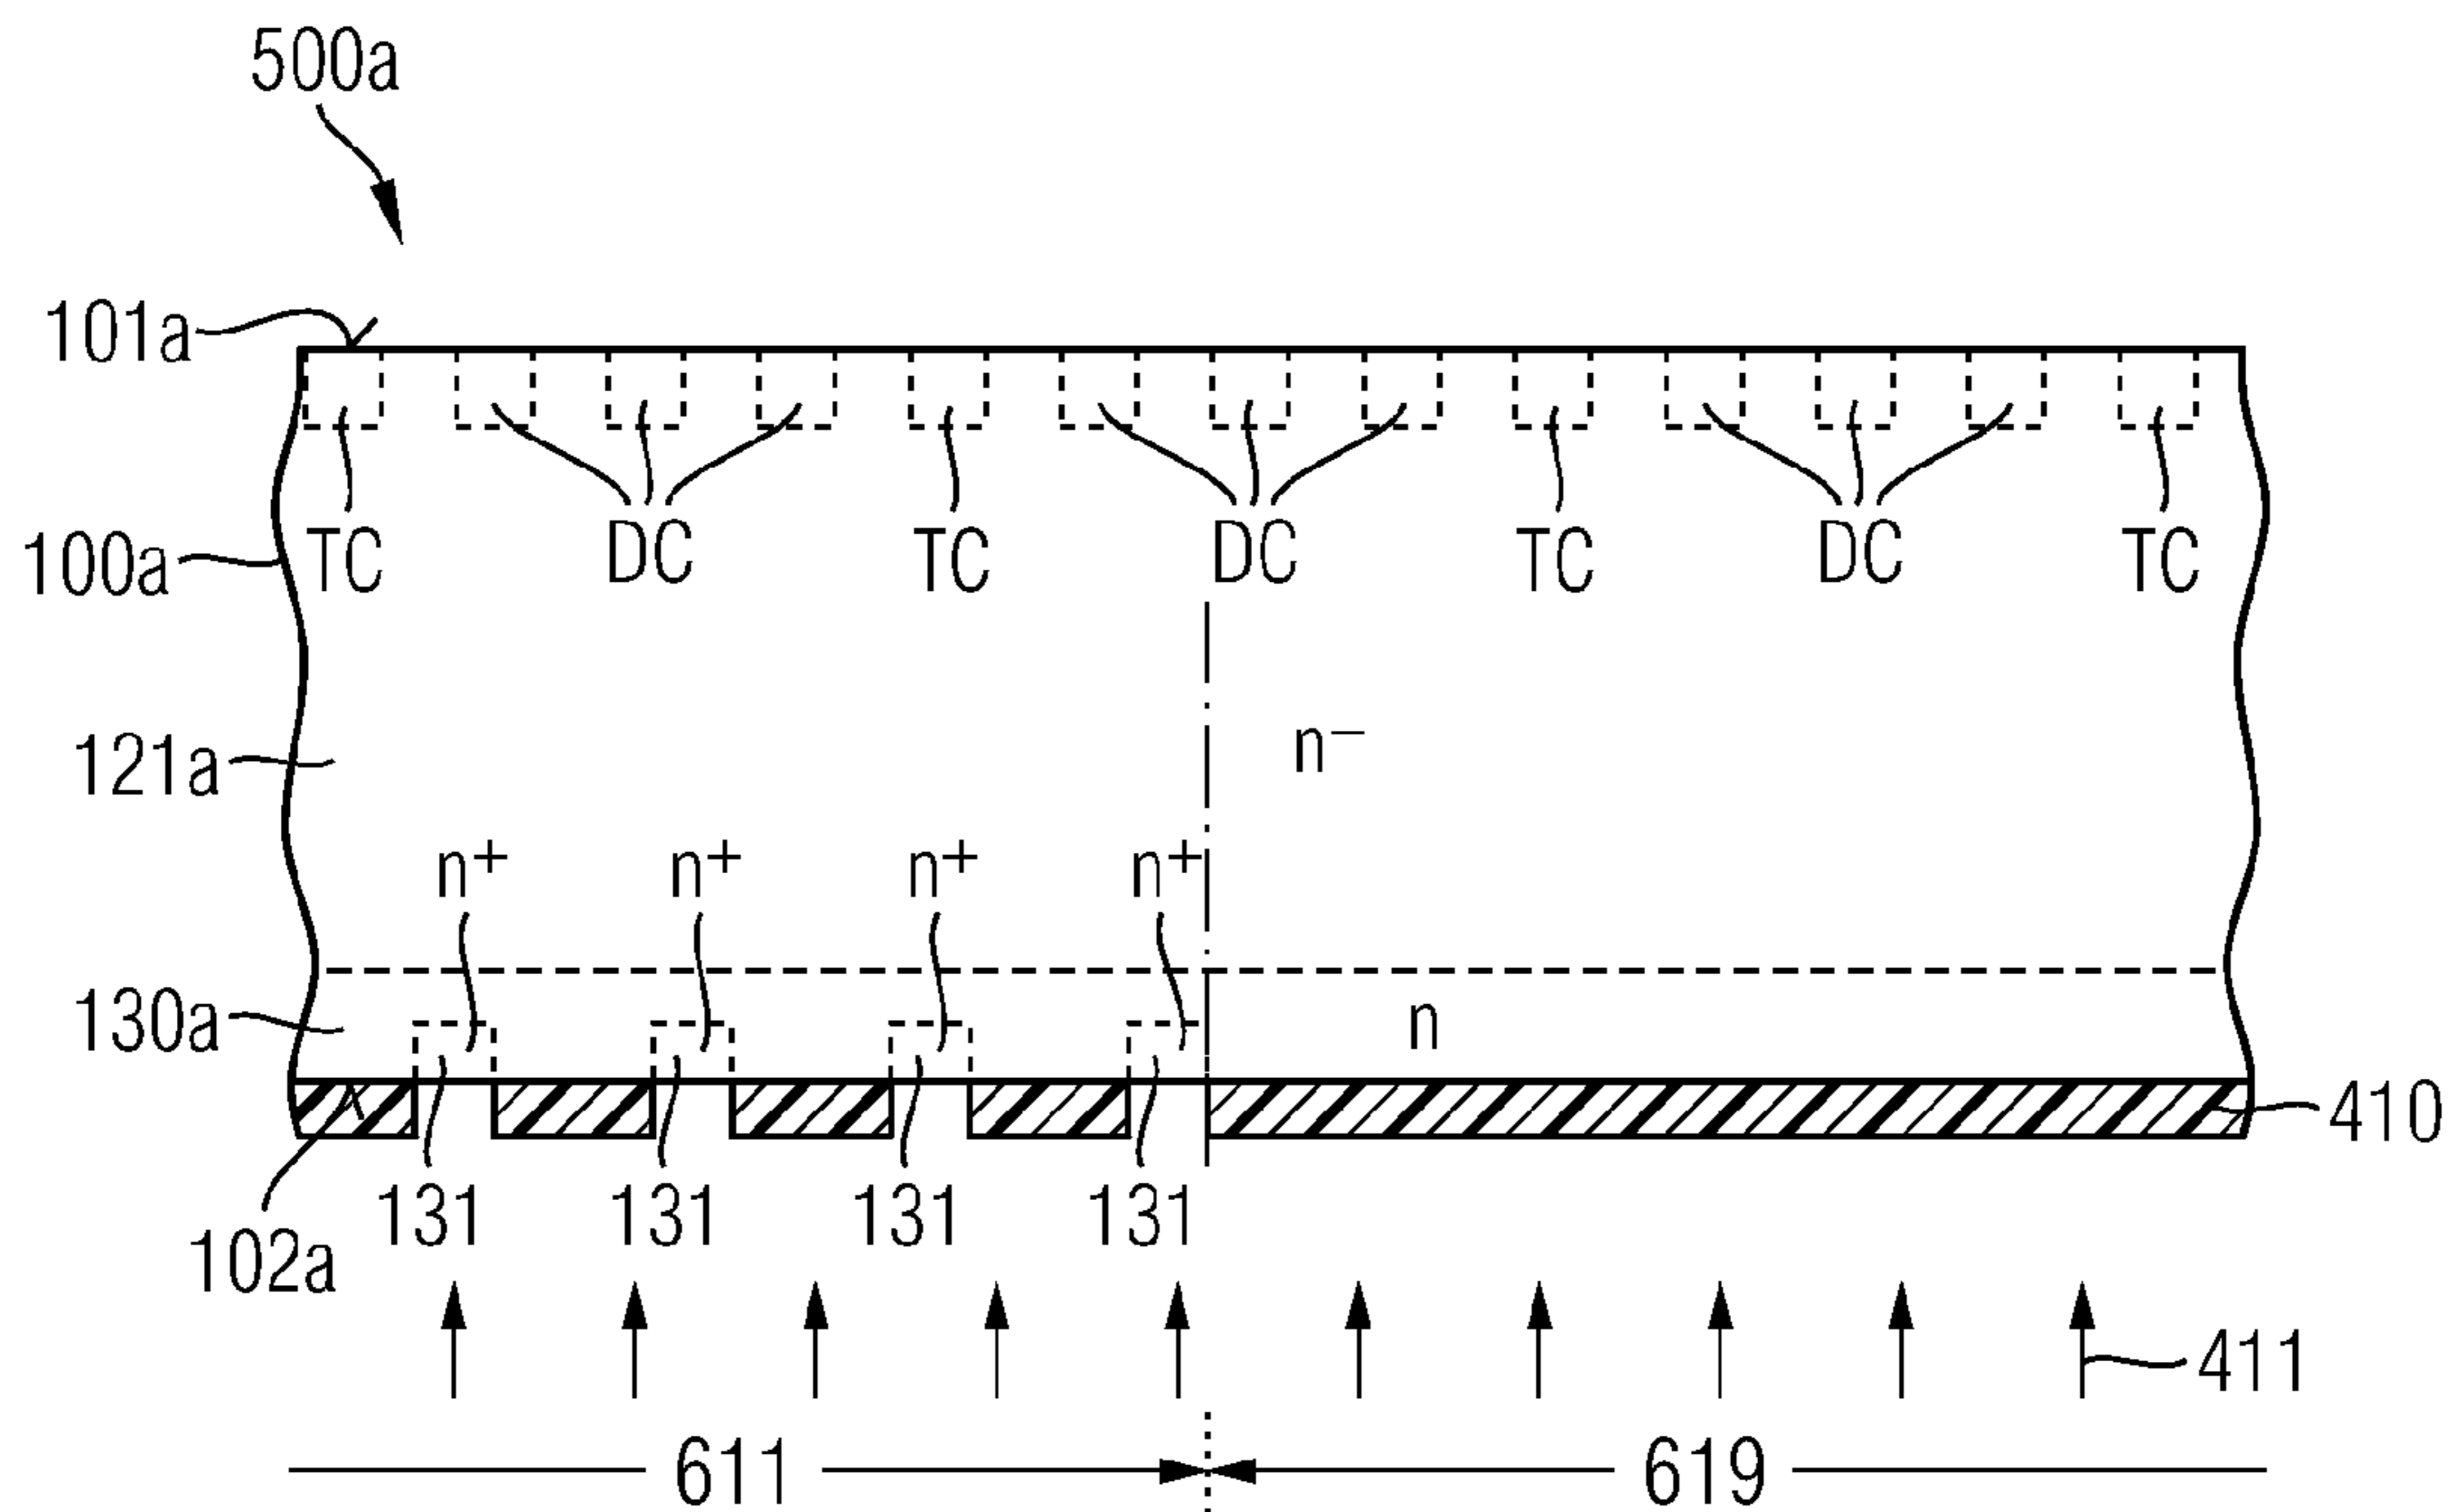 500a
101a
100a TC DC TC DC TC DC TC
121a n−
n+ n+ n+ n+
130a n
410
131 131 131 131
102a
411
611 619